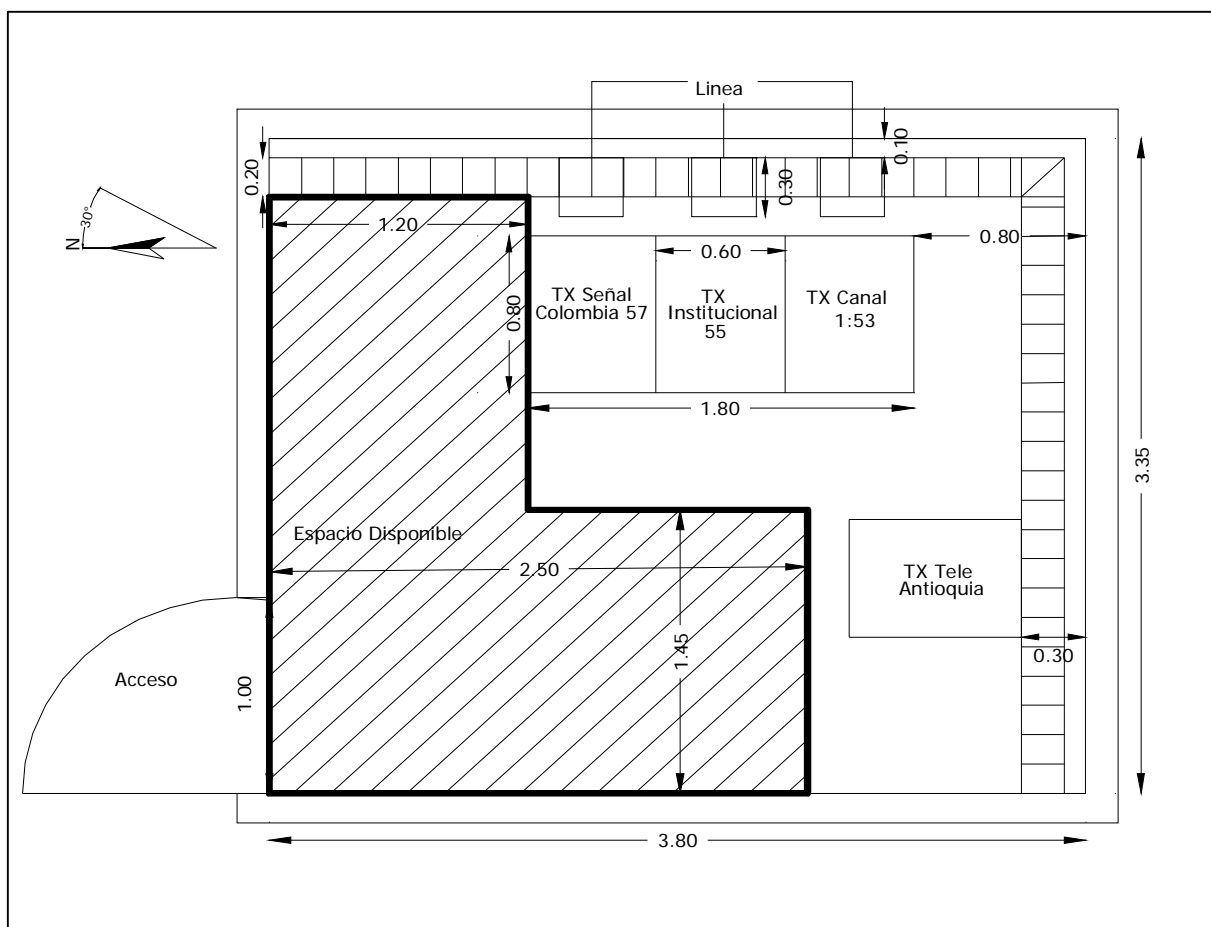 Linea
0.20
0.10
0.30
N
30°
1.20
0.60
0.80
0.80
TX Señal
Colombia 57
TX
Institucional
55
TX Canal
1:53
1.80
3.35
Espacio Disponible
2.50
TX Tele
Antioquia
1.45
0.30
Acceso
1.00
3.80